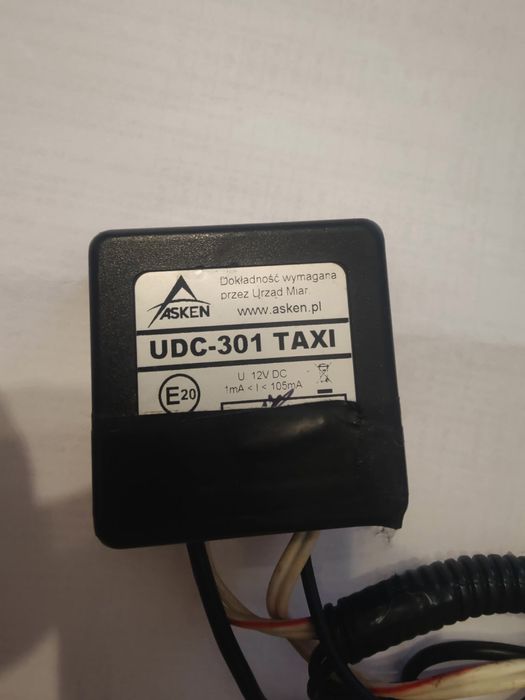 Dokładność wymagana
przez Urząd Miar
www.asken.pl
ASKEN
UDC-301 TAXI
U: 12V DC
1mA < I < 105mA
E20